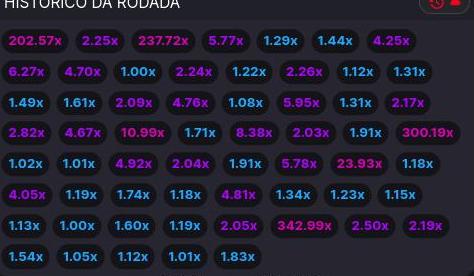 HISTÓRICO DA RODADA
202.57x 2.25x 237.72x 5.77x 1.29x 1.44x 4.25x
6.27x 4.70x 1.00x 2.24x 1.22x 2.26x 1.12x 1.31x
1.49x 1.61x 2.09x 4.76x 1.08x 5.95x 1.31x 2.17x
2.82x 4.67x 10.99x 1.71x 8.38x 2.03x 1.91x 300.19x
1.02x 1.01x 4.92x 2.04x 1.91x 5.78x 23.93x 1.18x
4.05x 1.19x 1.74x 1.18x 4.81x 1.34x 1.23x 1.15x
1.13x 1.00x 1.60x 1.19x 2.05x 342.99x 2.50x 2.19x
1.54x 1.05x 1.12x 1.01x 1.83x